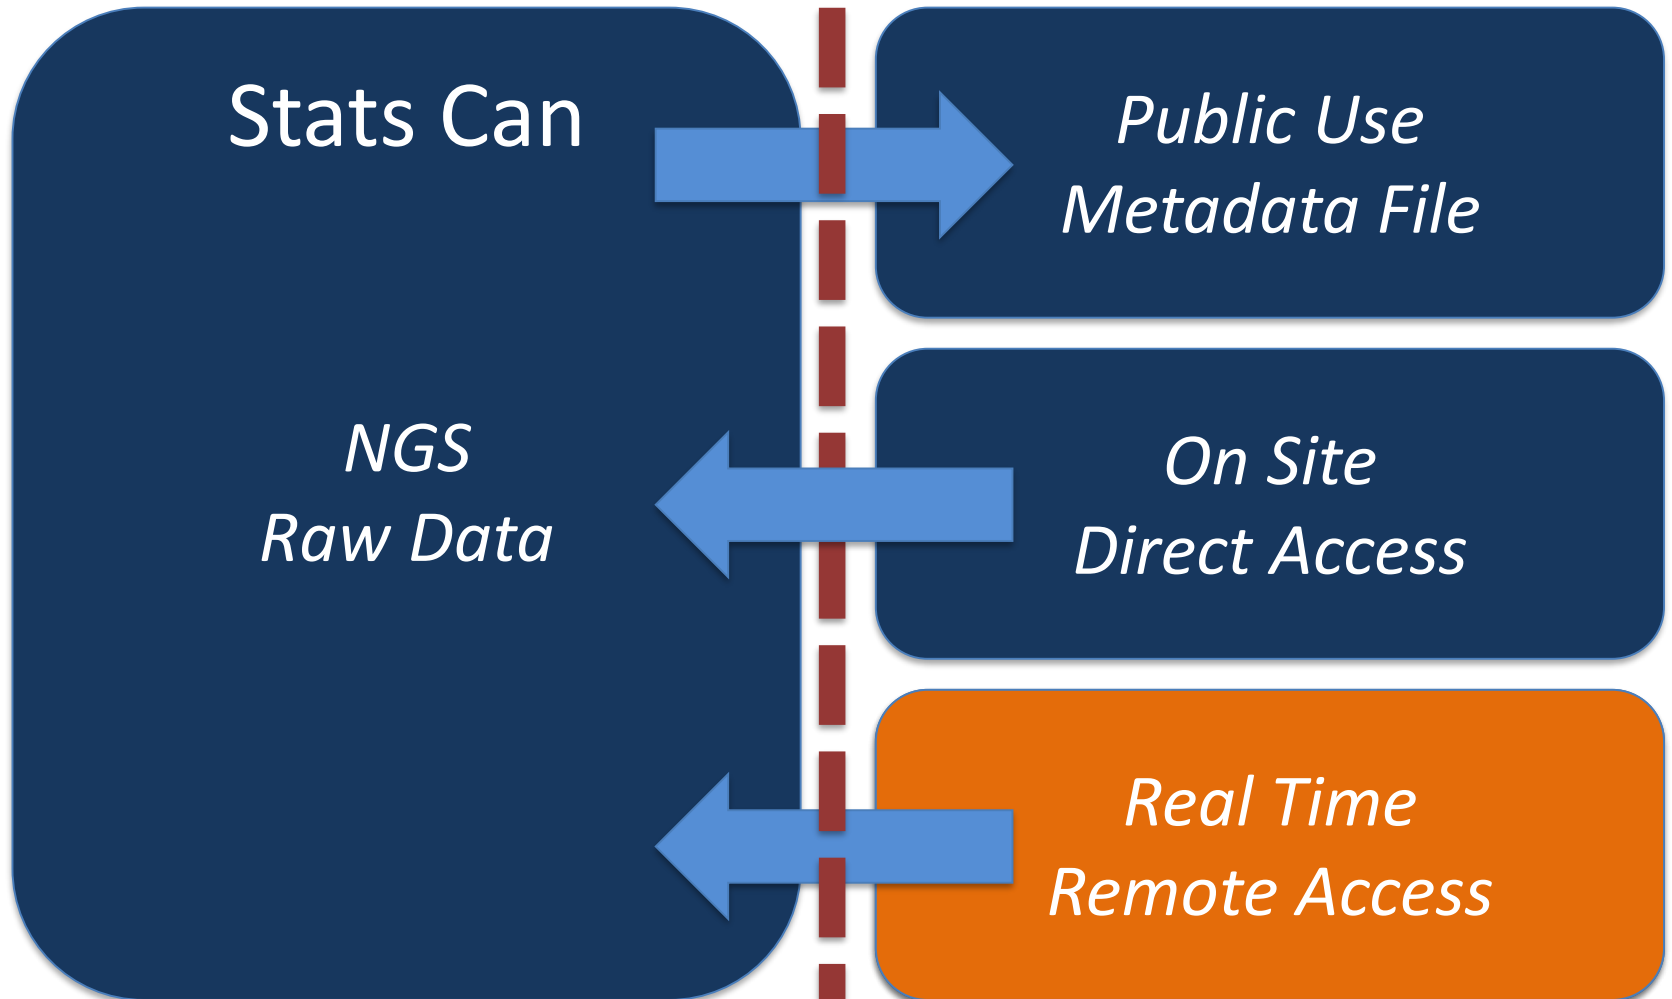 Stats Can
NGS
Raw Data
Public Use
Metadata File
On Site
Direct Access
Real Time
Remote Access